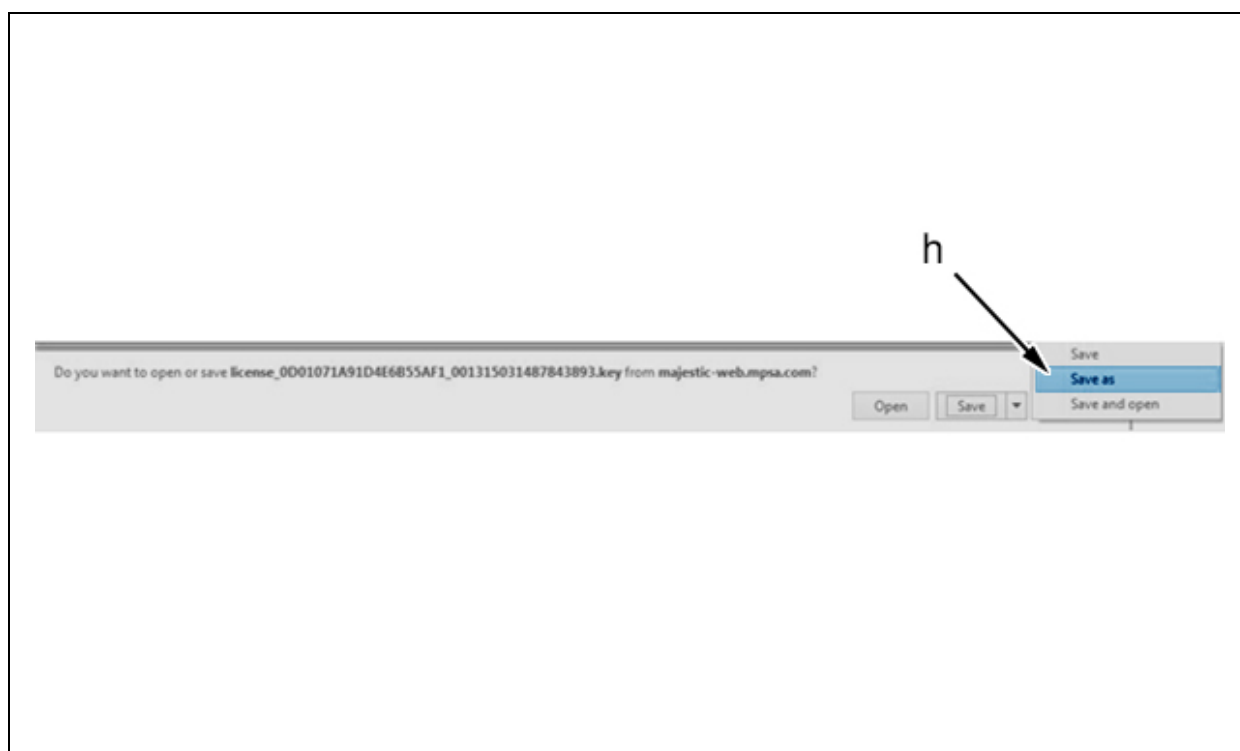 h
Save
Do you want to open or save license_0D01071A91D4E6B55AF1_001315031487843893.key from majestic-web.mpsa.com?
Save as
Open Save Save and open